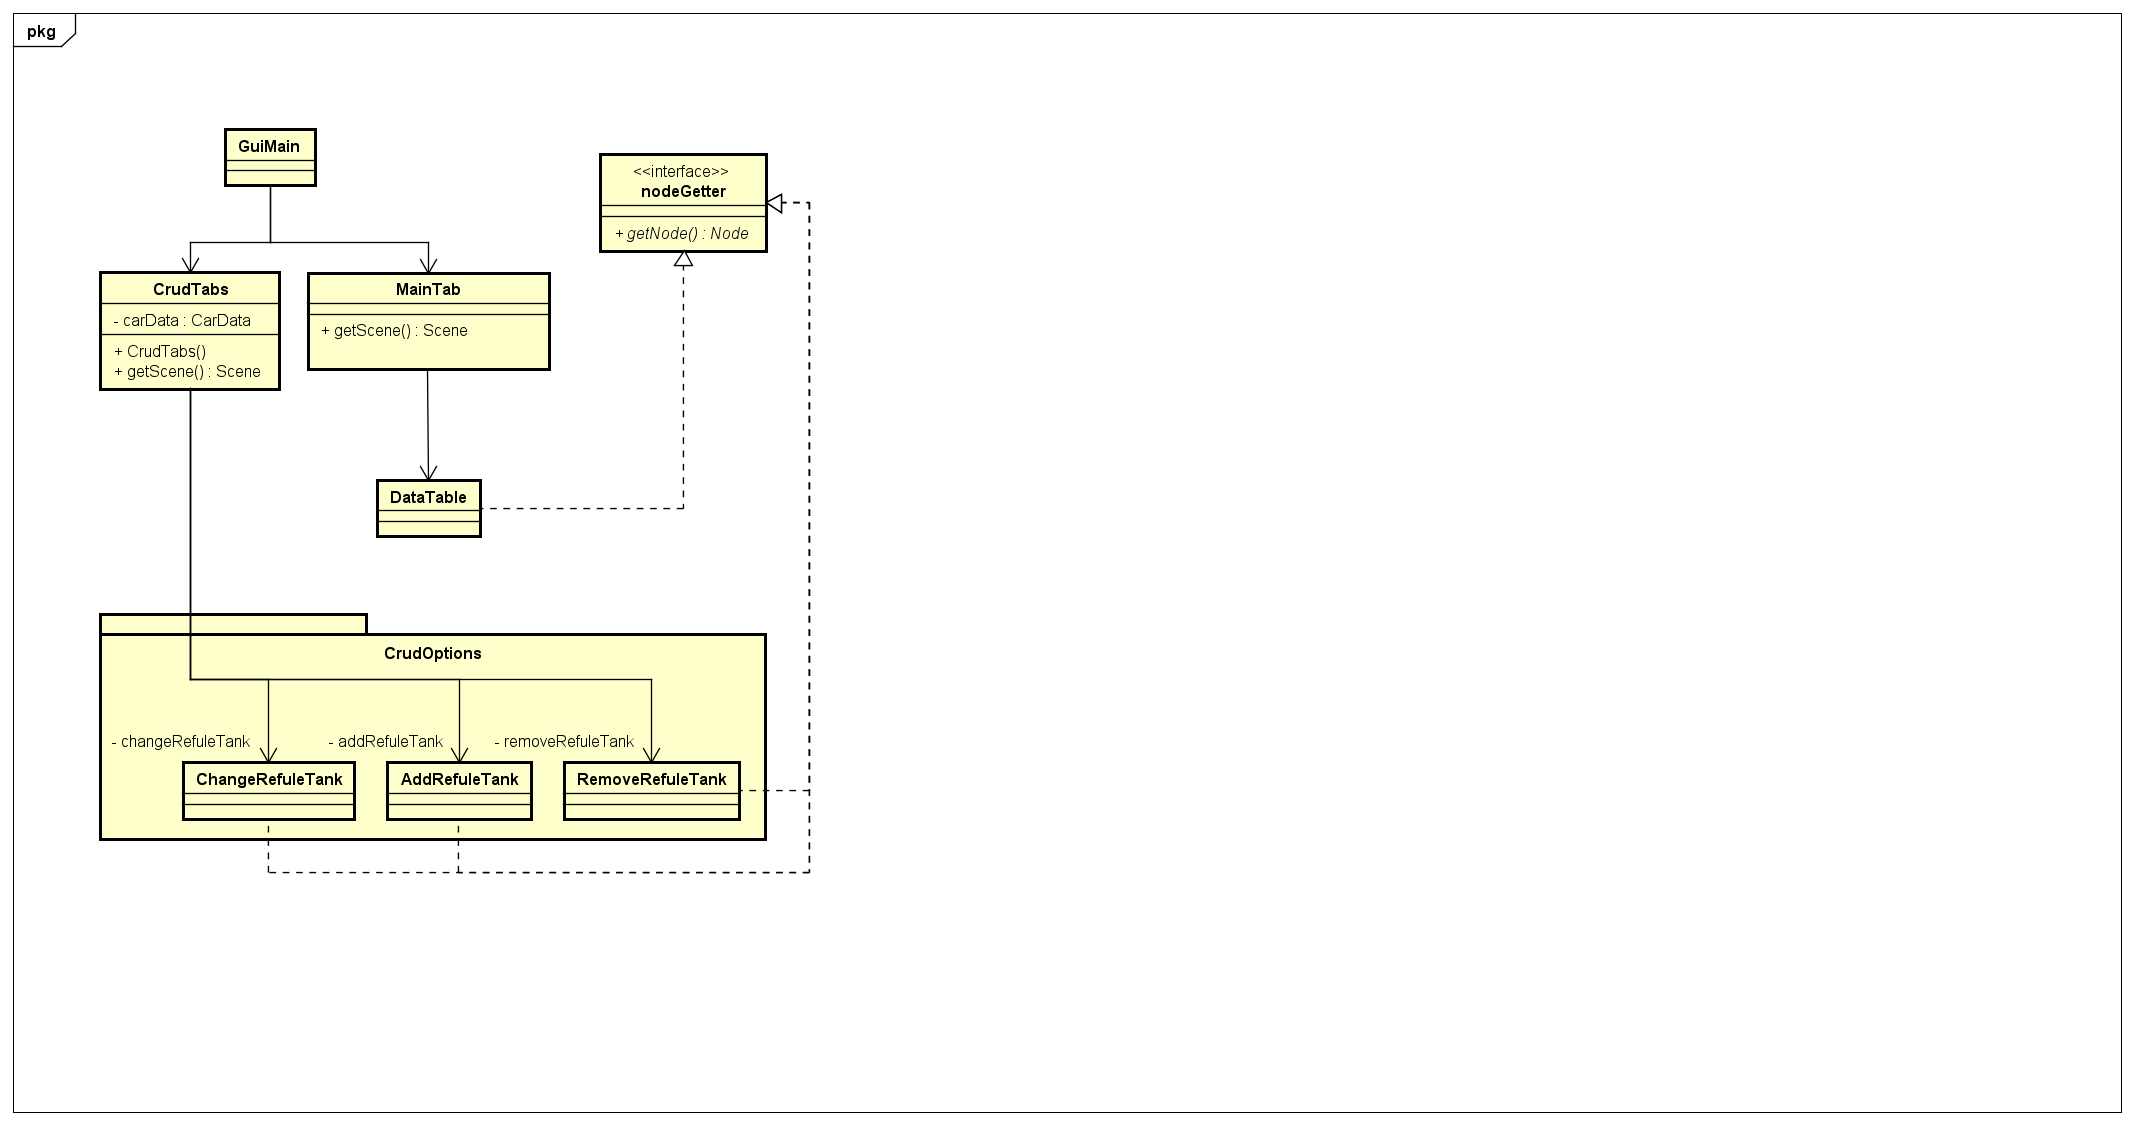 pkg
GuiMain
<<interface>>
nodeGetter
+ getNode() : Node
CrudTabs
- carData : CarData
+ CrudTabs()
+ getScene() : Scene
MainTab
+ getScene() : Scene
DataTable
CrudOptions
- changeRefuleTank
- addRefuleTank
- removeRefuleTank
ChangeRefuleTank
AddRefuleTank
RemoveRefuleTank